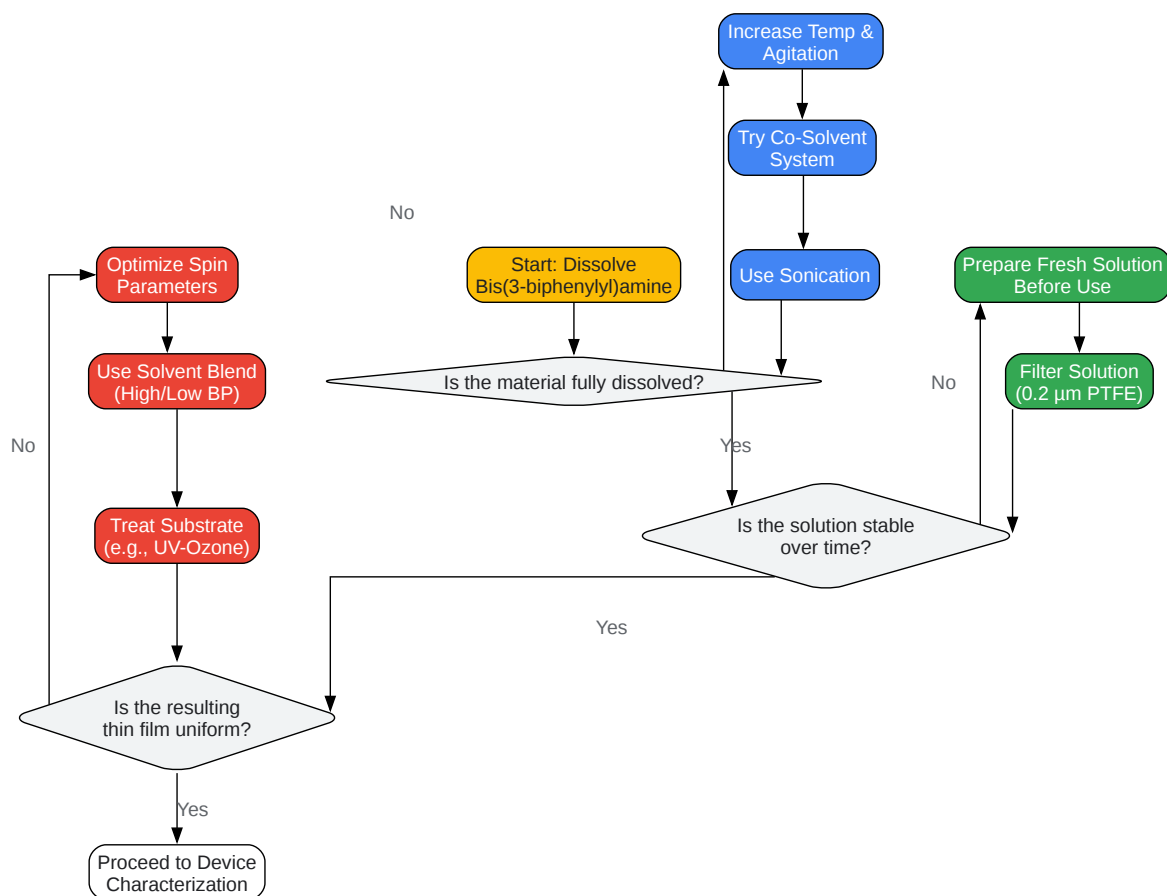 Increase Temp &
Agitation
Try Co-Solvent
System
No
Optimize Spin
Parameters
Start: Dissolve
Bis(3-biphenylyl)amine
Use Sonication
Prepare Fresh Solution
Before Use
Use Solvent Blend
(High/Low BP)
Is the material fully dissolved?
No
Filter Solution
(0.2 µm PTFE)
No
Yes
Treat Substrate
(e.g., UV-Ozone)
Is the solution stable
over time?
Yes
Is the resulting
thin film uniform?
Yes
Proceed to Device
Characterization